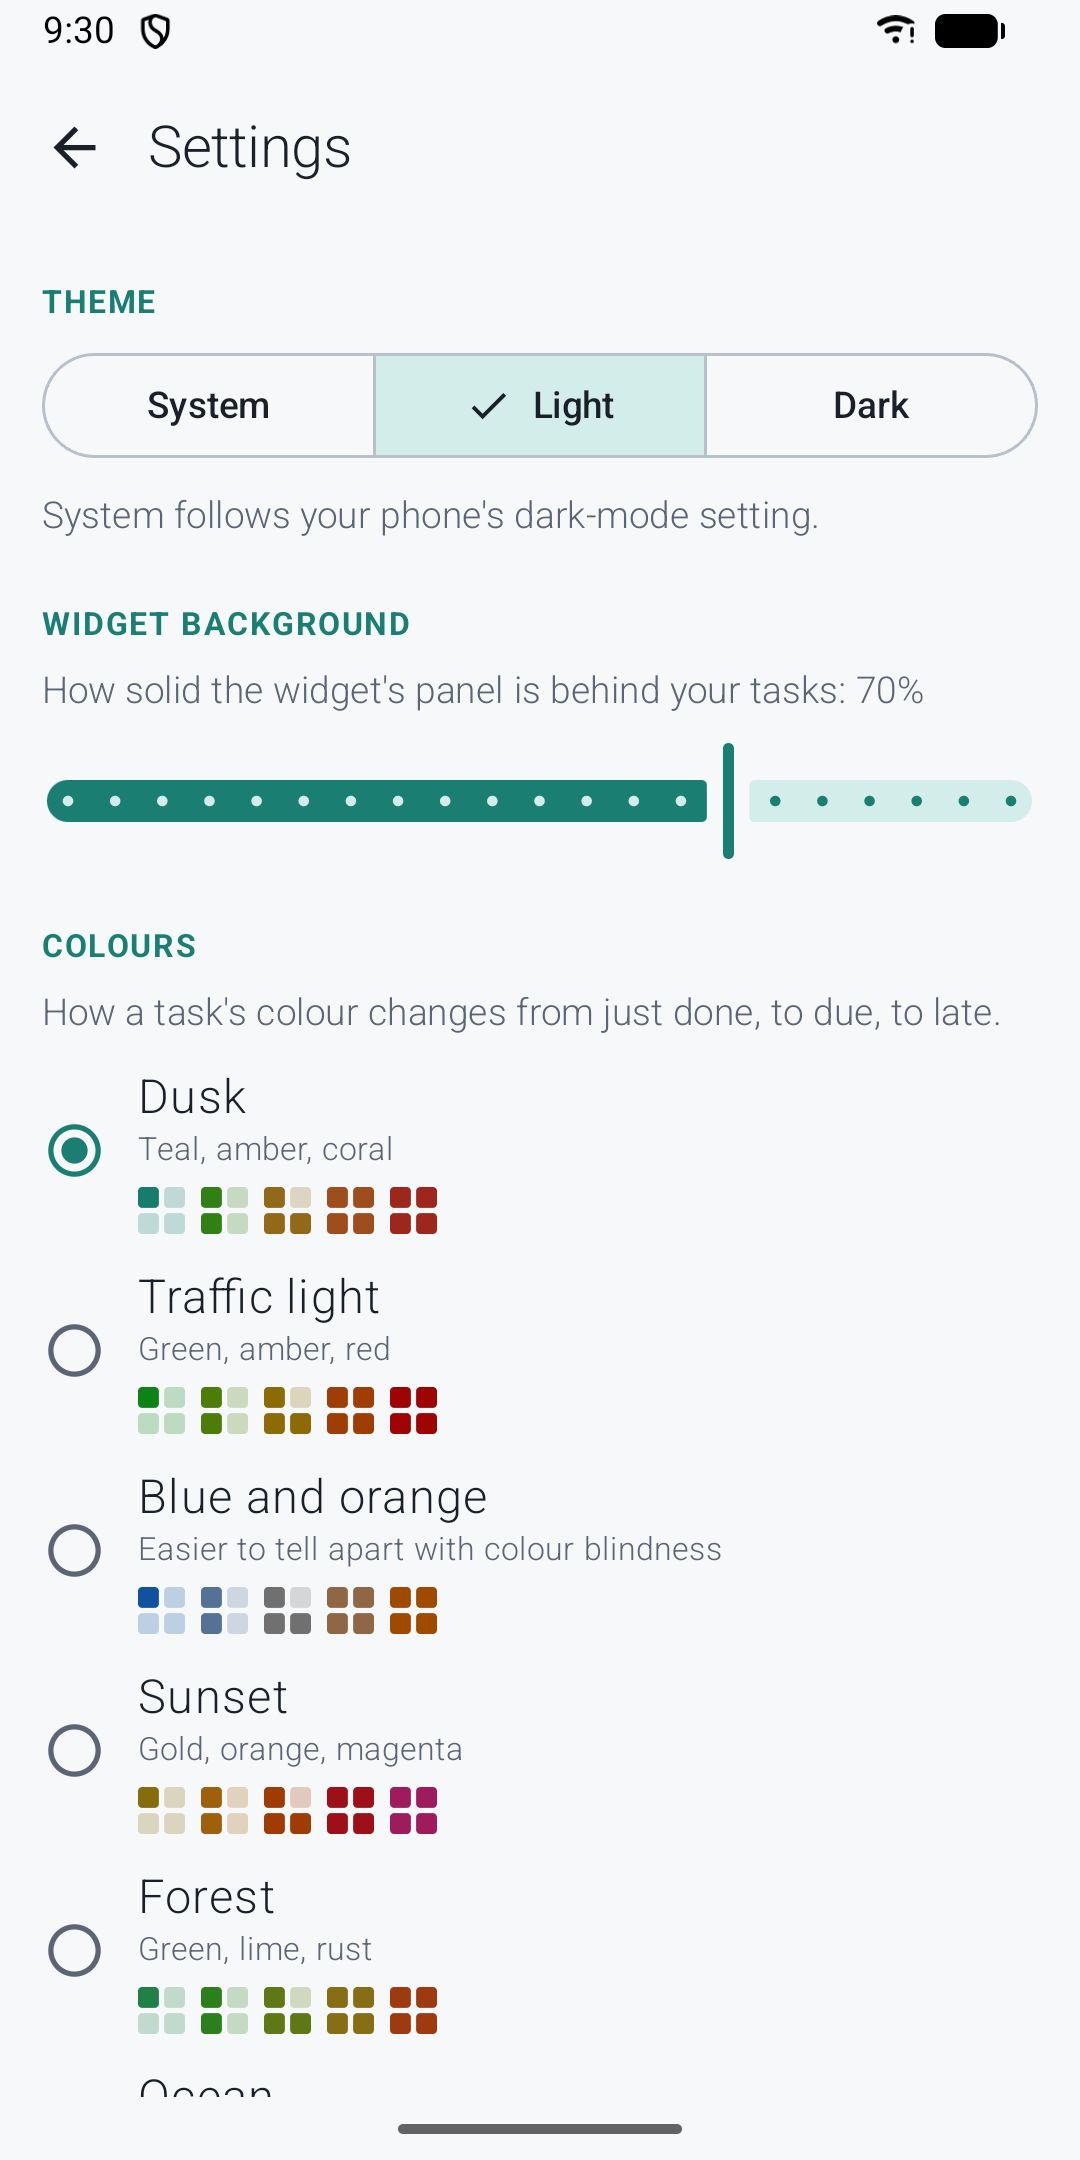 9:30
Settings
THEME
System
Light
Dark
System follows your phone's dark-mode setting.
WIDGET BACKGROUND
How solid the widget's panel is behind your tasks: 70%
COLOURS
How a task's colour changes from just done, to due, to late.
Dusk
Teal, amber, coral
Traffic light
Green, amber, red
Blue and orange
Easier to tell apart with colour blindness
Sunset
Gold, orange, magenta
Forest
Green, lime, rust
Ocean